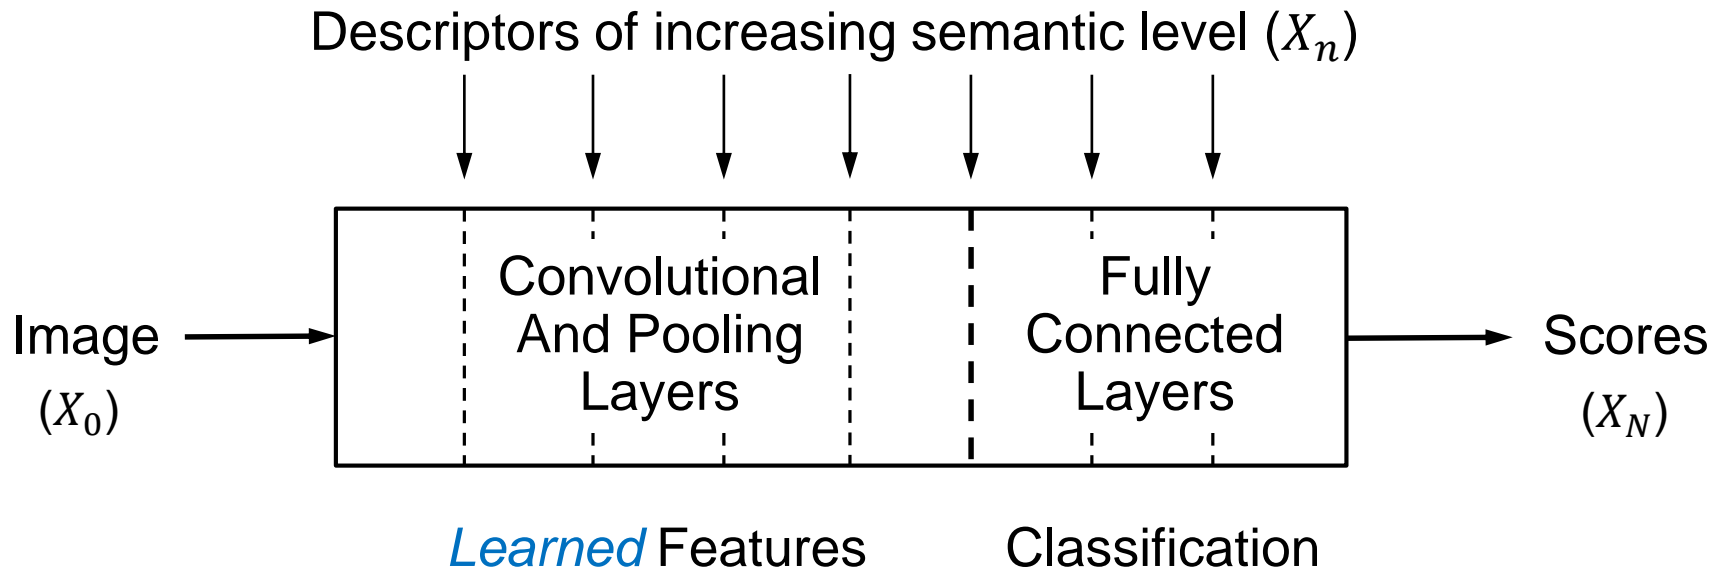 Descriptors of increasing semantic level (Xₙ)
Convolutional
And Pooling
Layers
Fully
Connected
Layers
Image
(X₀)
Scores
(X_N)
Learned Features
Classification